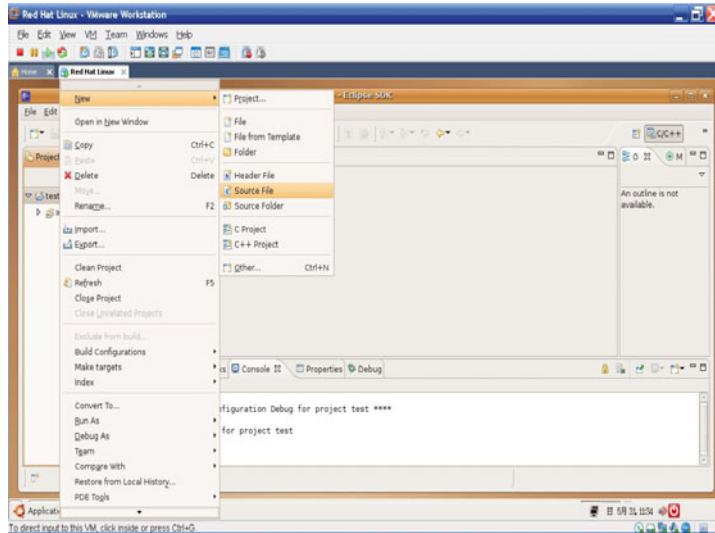 Red Hat Linux - VMware Workstation
File Edit View VM Team Windows Help
Home X Red Hat Linux X
- Eclipse SDK
File Edit
C/C++
Project
test
New
Open in New Window
Copy Ctrl+C
Paste Ctrl+V
Delete Delete
Move...
Rename... F2
Import...
Export...
Clean Project
Refresh F5
Close Project
Close Unrelated Projects
Exclude from build...
Build Configurations
Make targets
Index
Convert To...
Run As
Debug As
Team
Compare With
Restore from Local History...
PDE Tools
Project...
File
File from Template
Folder
Header File
Source File
Source Folder
C Project
C++ Project
Other... Ctrl+N
O M
An outline is not
available.
Console Properties Debug
figuration Debug for project test ****
for project test
Applicati
To direct input to this VM, click inside or press Ctrl+G.